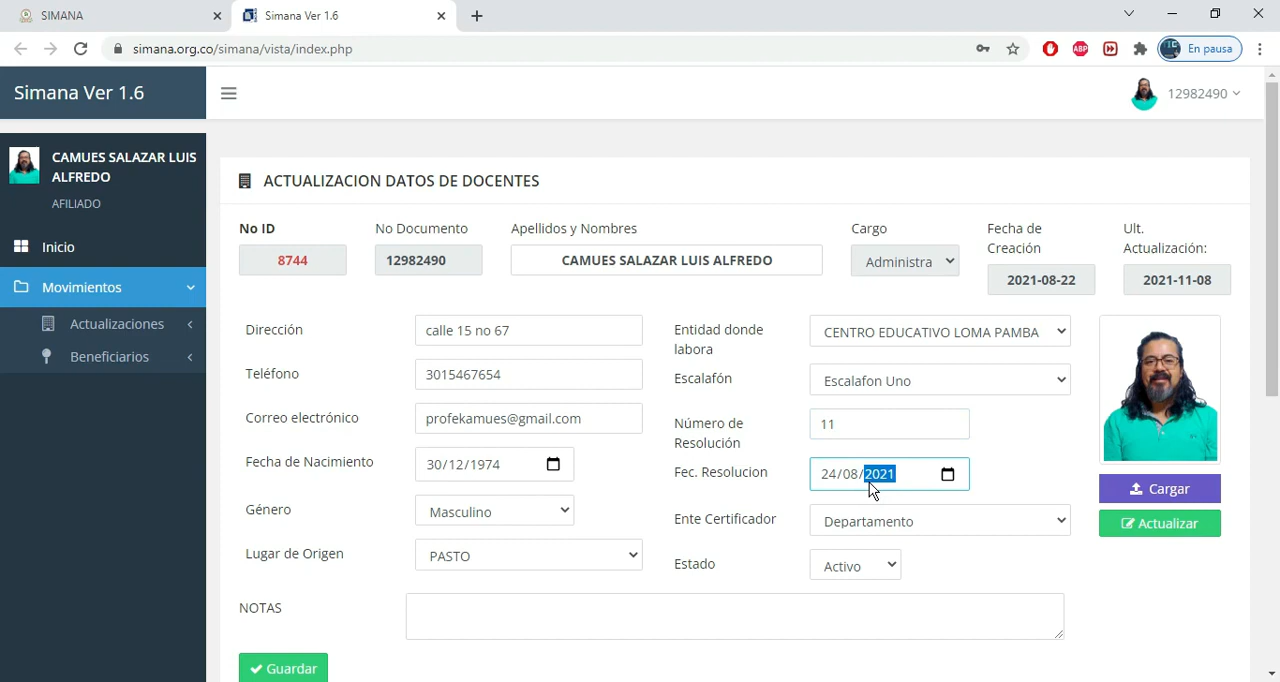 SIMANA
Simana Ver 1.6
simana.org.co/simana/vista/index.php
ABP
En pausa
Simana Ver 1.6
12982490
CAMUES SALAZAR LUIS
ALFREDO
AFILIADO
Inicio
Movimientos
Actualizaciones
Beneficiarios
ACTUALIZACION DATOS DE DOCENTES
No ID
No Documento
Apellidos y Nombres
Cargo
Fecha de
Creación
Ult.
Actualización:
8744
12982490
CAMUES SALAZAR LUIS ALFREDO
Administra
2021-08-22
2021-11-08
Dirección
calle 15 no 67
Teléfono
3015467654
Correo electrónico
profekamues@gmail.com
Fecha de Nacimiento
30/12/1974
Género
Masculino
Lugar de Origen
PASTO
Entidad donde
labora
CENTRO EDUCATIVO LOMA PAMBA
Escalafón
Escalafon Uno
Número de
Resolución
11
Fec. Resolucion
24/08/2021
Ente Certificador
Departamento
Estado
Activo
Cargar
Actualizar
NOTAS
Guardar